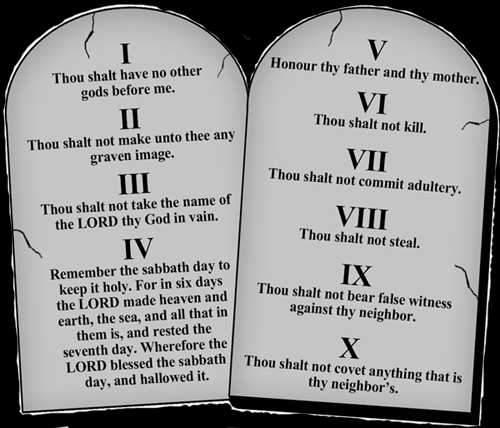 I
Thou shalt have no other
gods before me.
II
Thou shalt not make unto thee any
graven image.
III
Thou shalt not take the name of
the LORD thy God in vain.
IV
Remember the sabbath day to
keep it holy. For in six days
the LORD made heaven and
earth, the sea, and all that in
them is, and rested the
seventh day. Wherefore the
LORD blessed the sabbath
day, and hallowed it.
V
Honour thy father and thy mother.
VI
Thou shalt not kill.
VII
Thou shalt not commit adultery.
VIII
Thou shalt not steal.
IX
Thou shalt not bear false witness
against thy neighbor.
X
Thou shalt not covet anything that is
thy neighbor's.